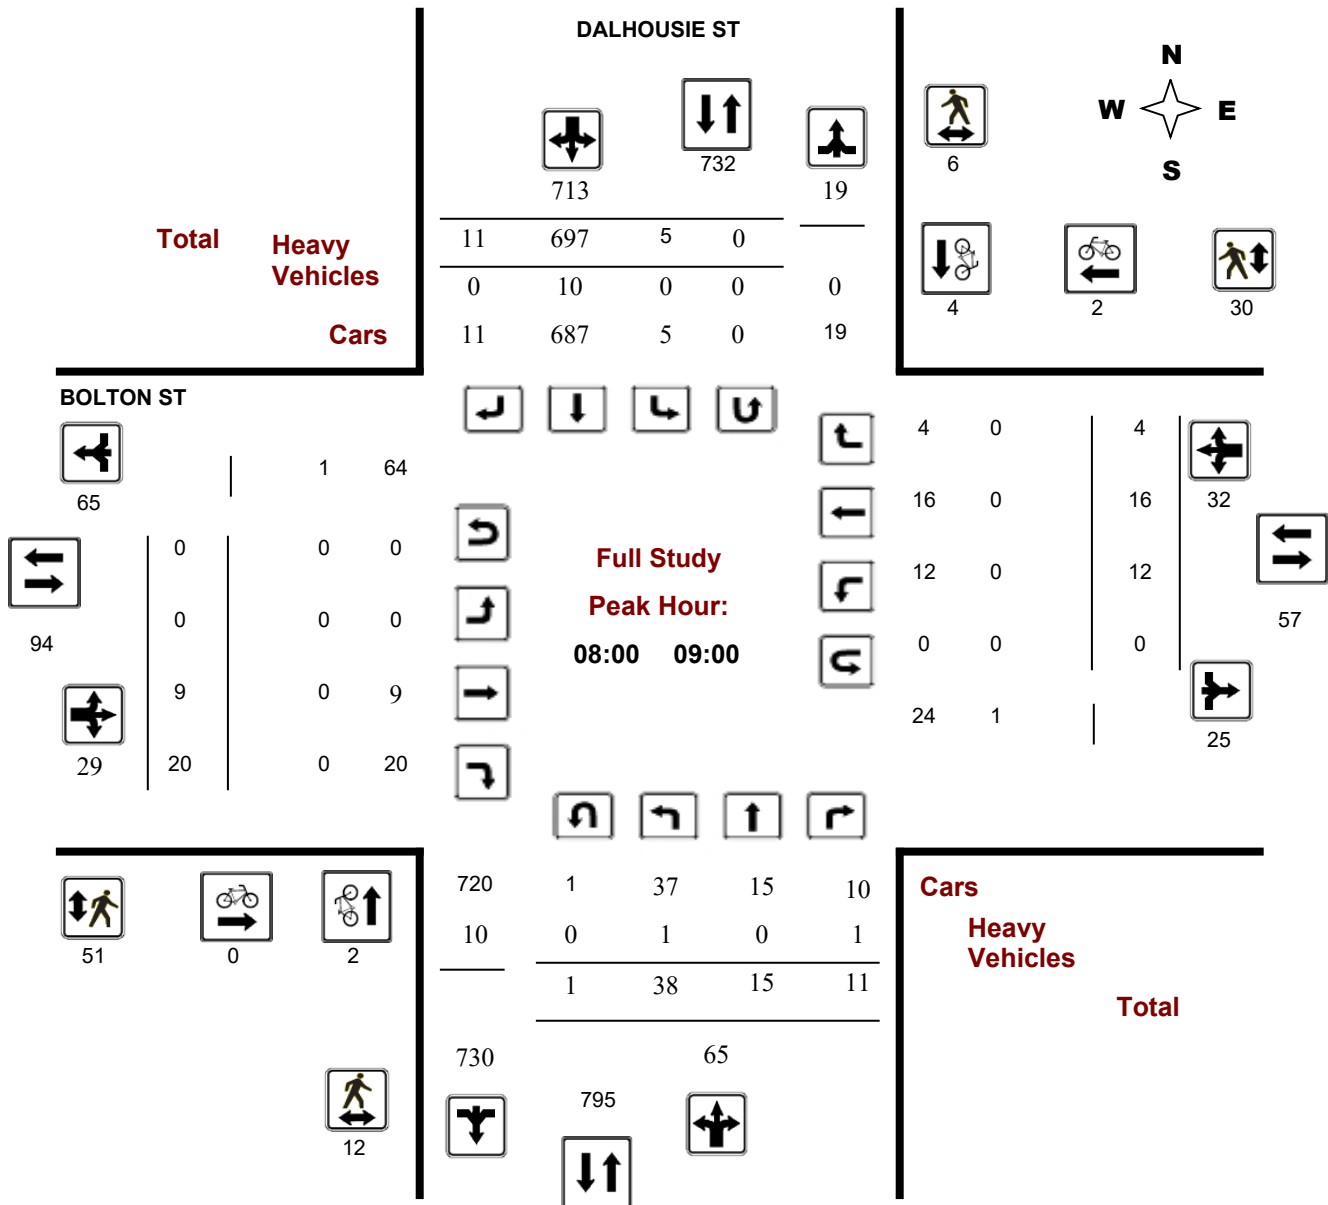 DALHOUSIE ST
N
W E
S
732
6
713 19
Total Heavy Vehicles
11 697 5 0
0 10 0 0 0
4 2 30
Cars
11 687 5 0 19
BOLTON ST
4 0 4
1 64
65
16 0 16 32
0 0 0
Full Study
12 0 12
Peak Hour:
0 0 0
57
94
08:00 09:00
0 0 0
9 0 9
24 1
25
29 20 0 20
720 1 37 15 10
Cars
10 0 1 0 1
Heavy Vehicles
51 0 2
1 38 15 11
Total
730 65
795
12